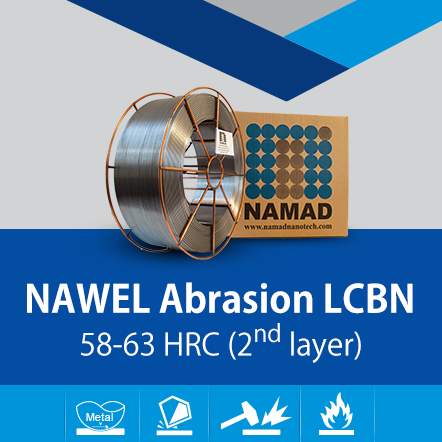 NAMAD
www.namadnanotech.com
NAWEL Abrasion LCBN
58-63 HRC (2nd layer)
Metal